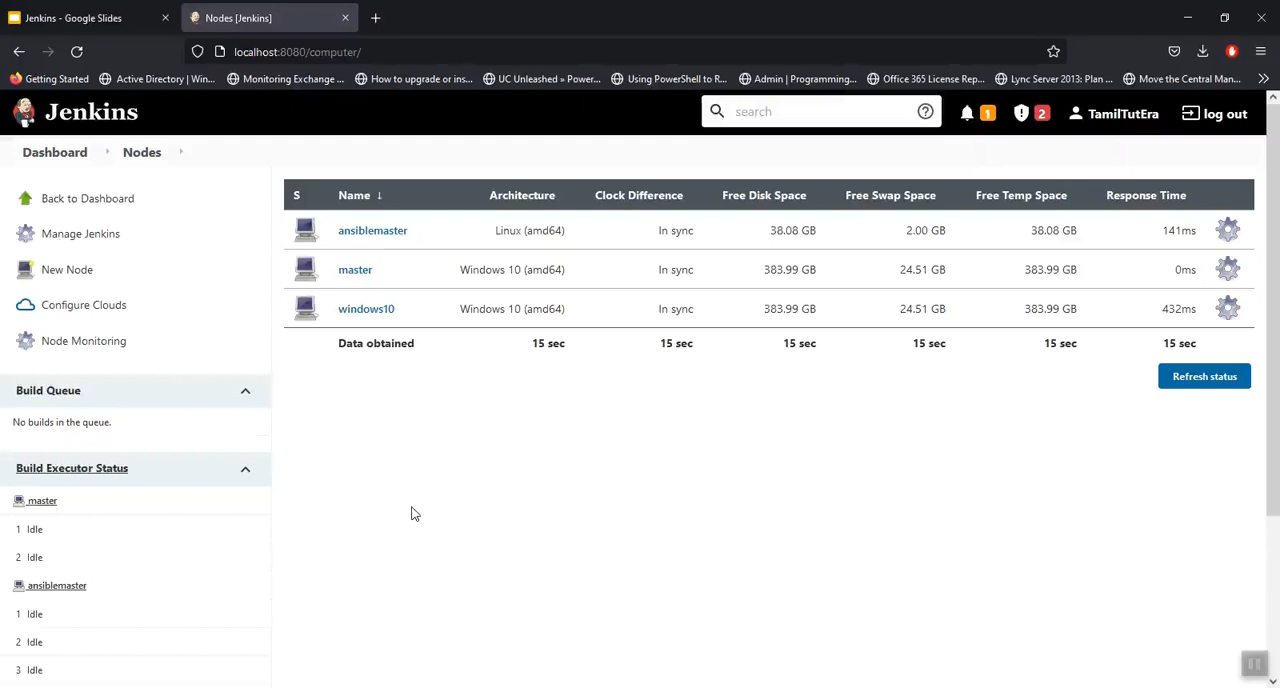 Jenkins - Google Slides
Nodes [Jenkins]
localhost:8080/computer/
Getting Started
Active Directory | Win...
Monitoring Exchange ...
How to upgrade or ins...
UC Unleashed » Power...
Using PowerShell to R...
Admin | Programming...
Office 365 License Rep...
Lync Server 2013: Plan ...
Move the Central Man...
Jenkins
search
1
2
TamilTutEra
log out
Dashboard
Nodes
Back to Dashboard
Manage Jenkins
New Node
Configure Clouds
Node Monitoring
Build Queue
No builds in the queue.
Build Executor Status
master
1 Idle
2 Idle
ansiblemaster
1 Idle
2 Idle
3 Idle
S Name ↓ Architecture Clock Difference Free Disk Space Free Swap Space Free Temp Space Response Time
ansiblemaster Linux (amd64) In sync 38.08 GB 2.00 GB 38.08 GB 141ms
master Windows 10 (amd64) In sync 383.99 GB 24.51 GB 383.99 GB 0ms
windows10 Windows 10 (amd64) In sync 383.99 GB 24.51 GB 383.99 GB 432ms
Data obtained 15 sec 15 sec 15 sec 15 sec 15 sec 15 sec
Refresh status